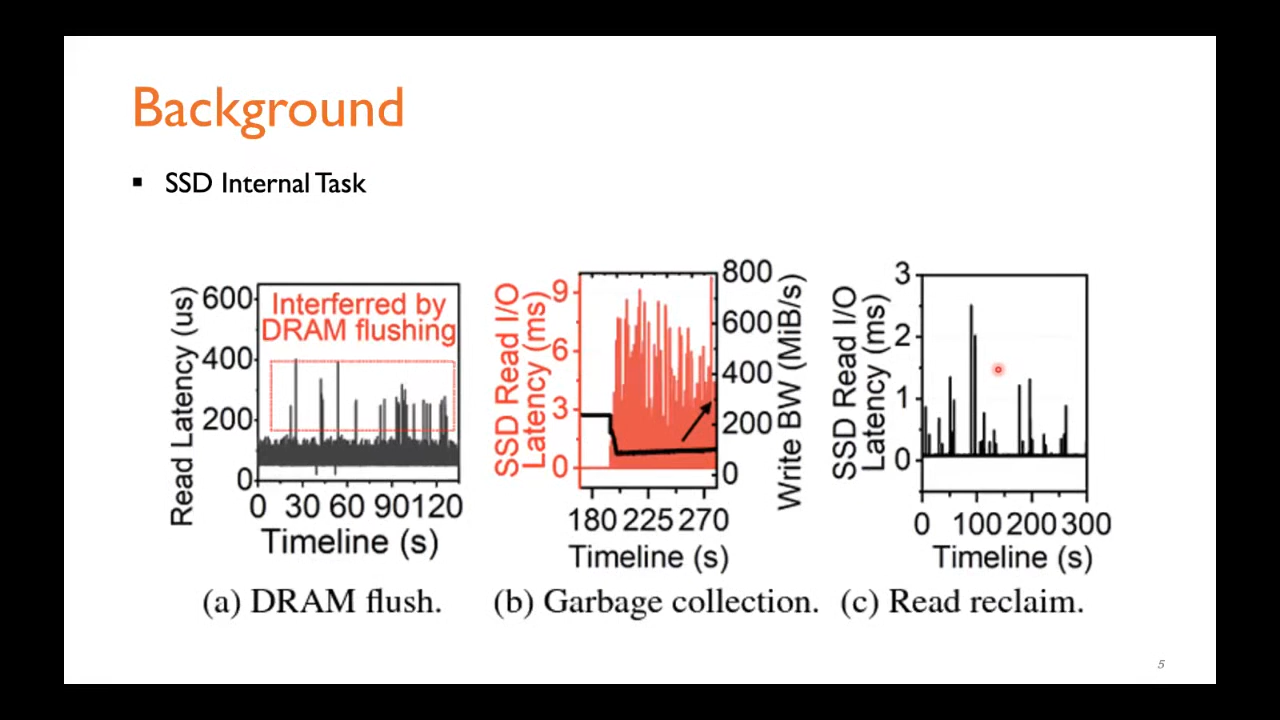 Background
▪ SSD Internal Task
Read Latency (us)
600
400
200
0
Interferred by
DRAM flushing
0 30 60 90 120
Timeline (s)
(a) DRAM flush.
SSD Read I/O
Latency (ms)
9
6
3
0
800
600
400
200
0
Write BW (MiB/s)
180 225 270
Timeline (s)
(b) Garbage collection.
SSD Read I/O
Latency (ms)
3
2
1
0
0 100 200 300
Timeline (s)
(c) Read reclaim.
5